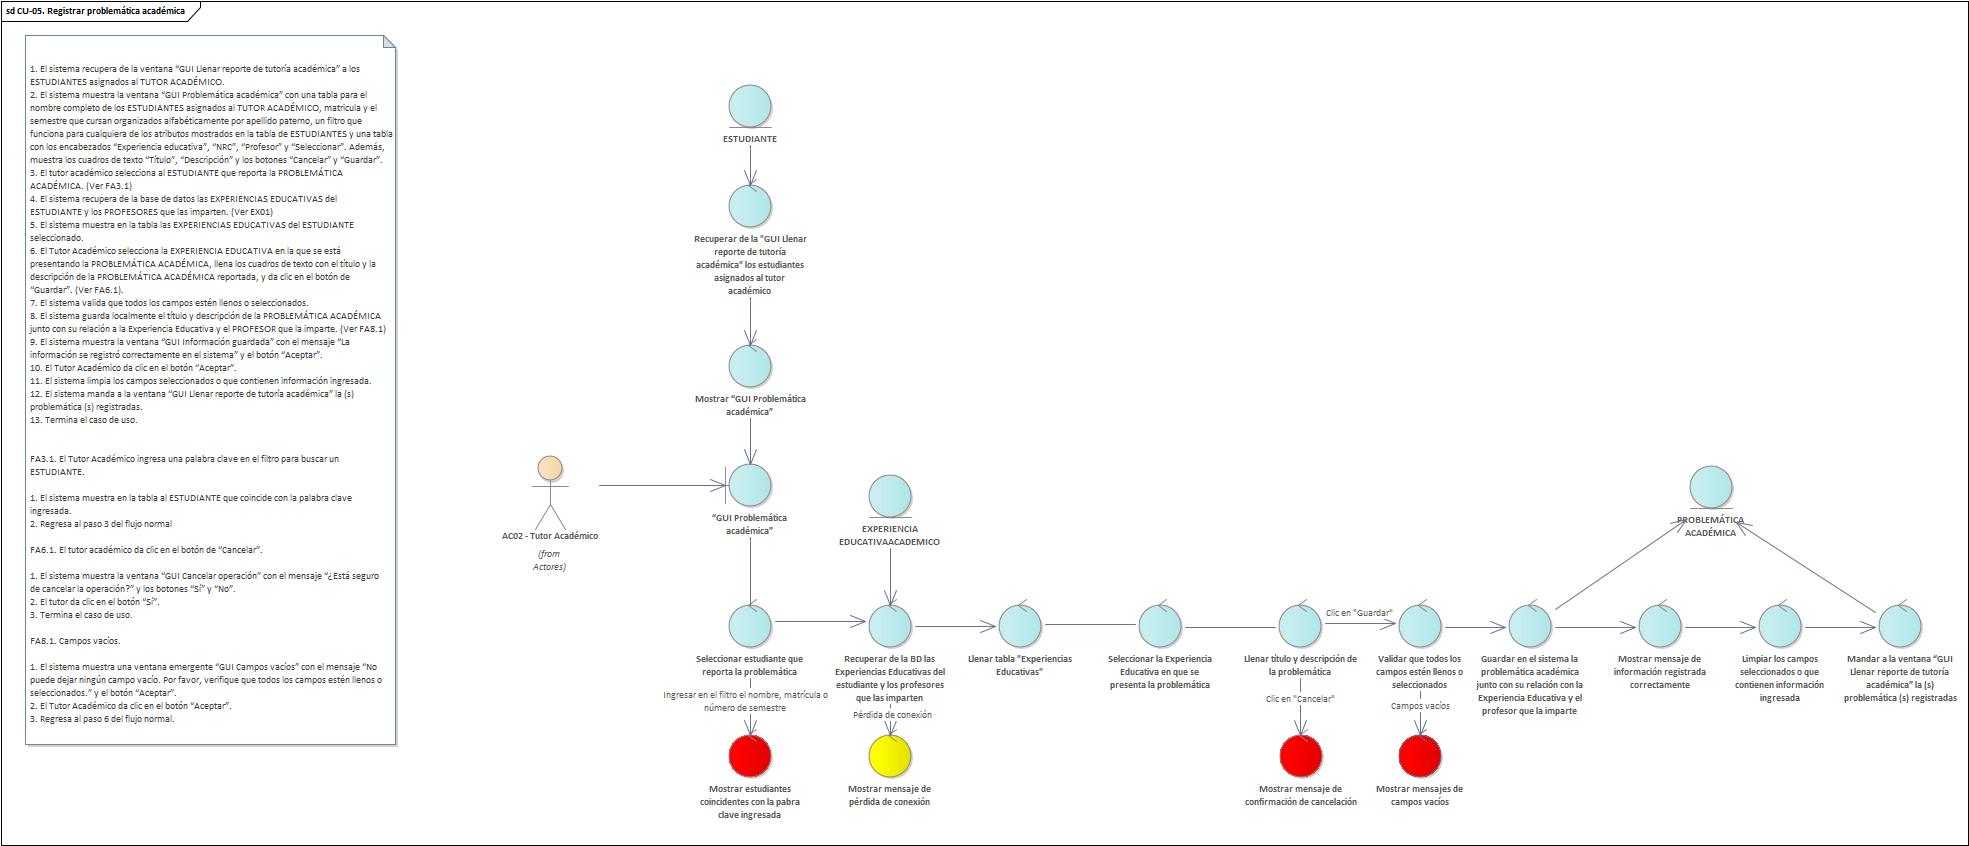 sd CU-05. Registrar problemática académica
1. El sistema recupera de la ventana “GUI Llenar reporte de tutoría académica” a los
ESTUDIANTES asignados al TUTOR ACADÉMICO.
2. El sistema muestra la ventana “GUI Problemática académica” con una tabla para el
nombre completo de los ESTUDIANTES asignados al TUTOR ACADÉMICO, matricula y el
semestre que cursan organizados alfabéticamente por apellido paterno, un filtro que
funciona para cualquiera de los atributos mostrados en la tabla de ESTUDIANTES y una tabla
con los encabezados “Experiencia educativa”, “NRC”, “Profesor” y “Seleccionar”. Además,
muestra los cuadros de texto “Título”, “Descripción” y los botones “Cancelar” y “Guardar”.
3. El tutor académico selecciona al ESTUDIANTE que reporta la PROBLEMÁTICA
ACADÉMICA. (Ver FA3.1)
4. El sistema recupera de la base de datos las EXPERIENCIAS EDUCATIVAS del
ESTUDIANTE y los PROFESORES que las imparten. (Ver EX01)
5. El sistema muestra en la tabla las EXPERIENCIAS EDUCATIVAS del ESTUDIANTE
seleccionado.
6. El Tutor Académico selecciona la EXPERIENCIA EDUCATIVA en la que se está
presentando la PROBLEMÁTICA ACADÉMICA, llena los cuadros de texto con el título y la
descripción de la PROBLEMÁTICA ACADÉMICA reportada, y da clic en el botón de
“Guardar”. (Ver FA6.1).
7. El sistema valida que todos los campos estén llenos o seleccionados.
8. El sistema guarda localmente el título y descripción de la PROBLEMÁTICA ACADÉMICA
junto con su relación a la Experiencia Educativa y el PROFESOR que la imparte. (Ver FA8.1)
9. El sistema muestra la ventana “GUI Información guardada” con el mensaje “La
información se registró correctamente en el sistema” y el botón “Aceptar”.
10. El Tutor Académico da clic en el botón “Aceptar”.
11. El sistema limpia los campos seleccionados o que contienen información ingresada.
12. El sistema manda a la ventana “GUI Llenar reporte de tutoría académica” la (s)
problemática (s) registradas.
13. Termina el caso de uso.
FA3.1. El Tutor Académico ingresa una palabra clave en el filtro para buscar un
ESTUDIANTE.
1. El sistema muestra en la tabla al ESTUDIANTE que coincide con la palabra clave
ingresada.
2. Regresa al paso 3 del flujo normal
FA6.1. El tutor académico da clic en el botón de “Cancelar”.
1. El sistema muestra la ventana “GUI Cancelar operación” con el mensaje “¿Está seguro
de cancelar la operación?” y los botones “Sí” y “No”.
2. El tutor da clic en el botón “Sí”.
3. Termina el caso de uso.
FA8.1. Campos vacíos.
1. El sistema muestra una ventana emergente “GUI Campos vacíos” con el mensaje “No
puede dejar ningún campo vacío. Por favor, verifique que todos los campos estén llenos o
seleccionados.” y el botón “Aceptar”.
2. El Tutor Académico da clic en el botón “Aceptar”.
3. Regresa al paso 6 del flujo normal.
ESTUDIANTE
Recuperar de la "GUI Llenar
reporte de tutoría
académica" los estudiantes
asignados al tutor
académico
Mostrar “GUI Problemática
académica”
AC02 - Tutor Académico
(from
Actores)
“GUI Problemática
académica”
EXPERIENCIA
EDUCATIVAACADEMICO
PROBLEMÁTICA
ACADÉMICA
Seleccionar estudiante que
reporta la problemática
Recuperar de la BD las
Experiencias Educativas del
estudiante y los profesores
que las imparten
Llenar tabla "Experiencias
Educativas"
Seleccionar la Experiencia
Educativa en que se
presenta la problemática
Llenar título y descripción de
la problemática
Clic en "Guardar"
Validar que todos los
campos estén llenos o
seleccionados
Guardar en el sistema la
problemática académica
junto con su relación con la
Experiencia Educativa y el
profesor que la imparte
Mostrar mensaje de
información registrada
correctamente
Limpiar los campos
seleccionados o que
contienen información
ingresada
Mandar a la ventana “GUI
Llenar reporte de tutoría
académica” la (s)
problemática (s) registradas
Ingresar en el filtro el nombre, matrícula o
número de semestre
Pérdida de conexión
Clic en "Cancelar"
Campos vacíos
Mostrar estudiantes
coincidentes con la pabra
clave ingresada
Mostrar mensaje de
pérdida de conexión
Mostrar mensaje de
confirmación de cancelación
Mostrar mensajes de
campos vacíos